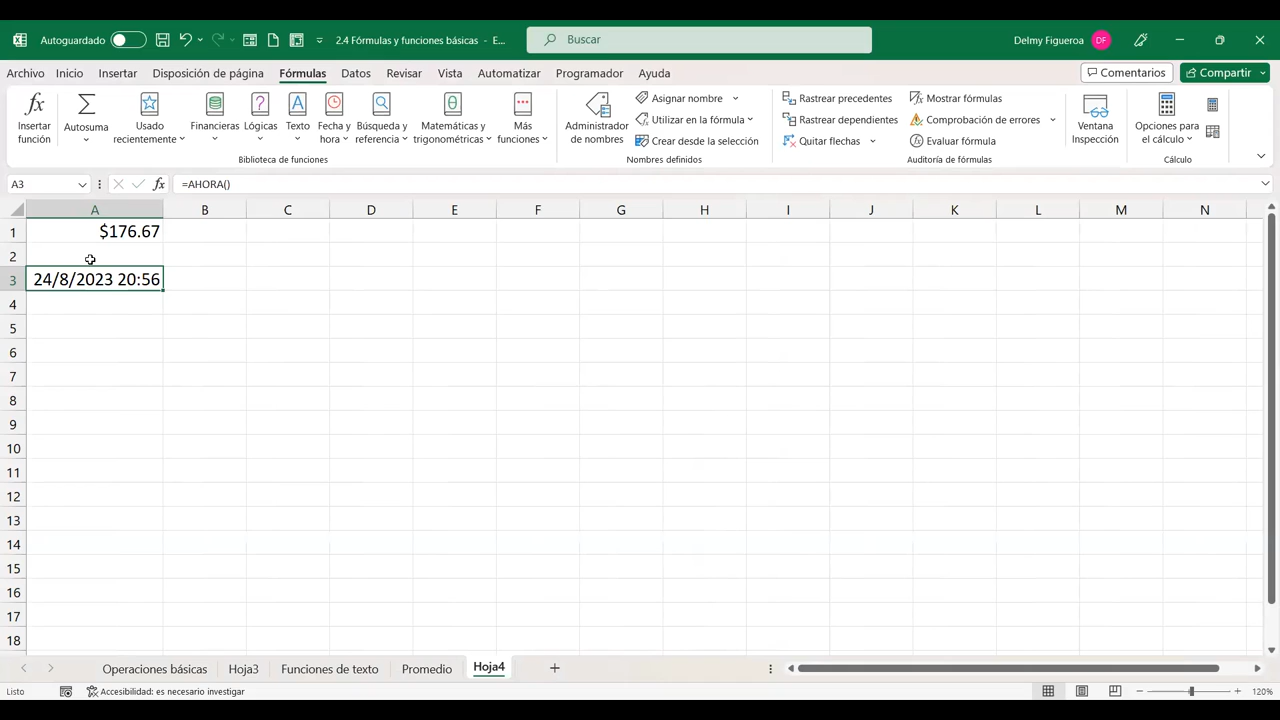 Autoguardado 2.4 Fórmulas y funciones básicas - E... Buscar Delmy Figueroa DF
Archivo Inicio Insertar Disposición de página Fórmulas Datos Revisar Vista Automatizar Programador Ayuda Comentarios Compartir
Insertar función
Autosuma
Usado recientemente
Financieras
Lógicas
Texto
Fecha y hora
Búsqueda y referencia
Matemáticas y trigonométricas
Más funciones
Biblioteca de funciones
Administrador de nombres
Asignar nombre
Utilizar en la fórmula
Crear desde la selección
Nombres definidos
Rastrear precedentes
Rastrear dependientes
Quitar flechas
Mostrar fórmulas
Comprobación de errores
Evaluar fórmula
Auditoría de fórmulas
Ventana Inspección
Opciones para el cálculo
Cálculo
A3 fx =AHORA()
A B C D E F G H I J K L M N
1 $176.67
2
3 24/8/2023 20:56
4
5
6
7
8
9
10
11
12
13
14
15
16
17
18
Operaciones básicas Hoja3 Funciones de texto Promedio Hoja4
Listo Accesibilidad: es necesario investigar 120%